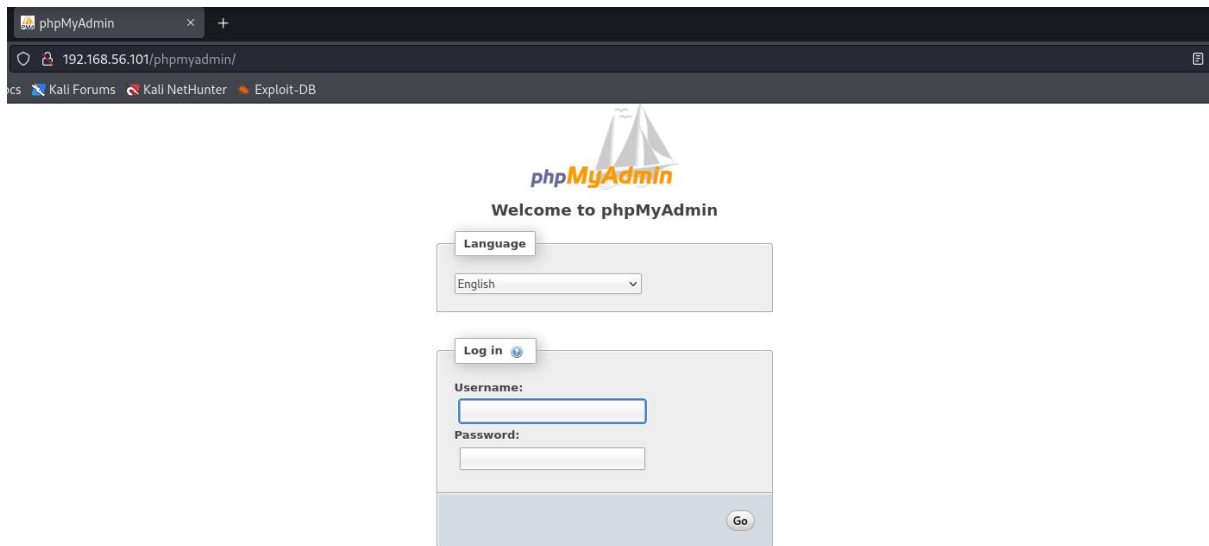 phpMyAdmin × +
192.168.56.101/phpmyadmin/
ocs Kali Forums Kali NetHunter Exploit-DB
phpMyAdmin
Welcome to phpMyAdmin
Language
English
Log in
Username:
Password:
Go